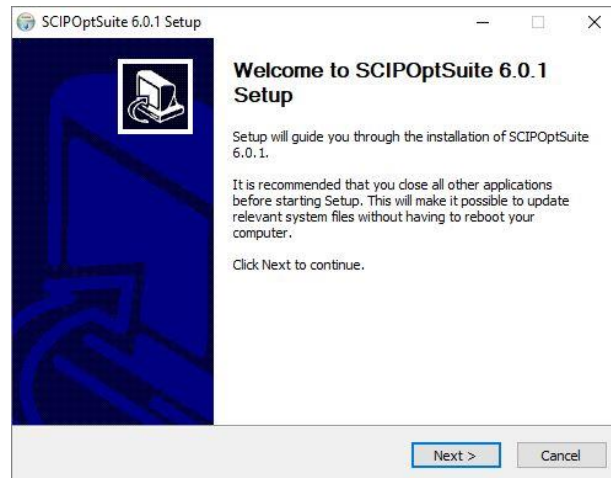 SCIPOptSuite 6.0.1 Setup
Welcome to SCIPOptSuite 6.0.1
Setup
Setup will guide you through the installation of SCIPOptSuite
6.0.1.
It is recommended that you close all other applications
before starting Setup. This will make it possible to update
relevant system files without having to reboot your
computer.
Click Next to continue.
Next >
Cancel